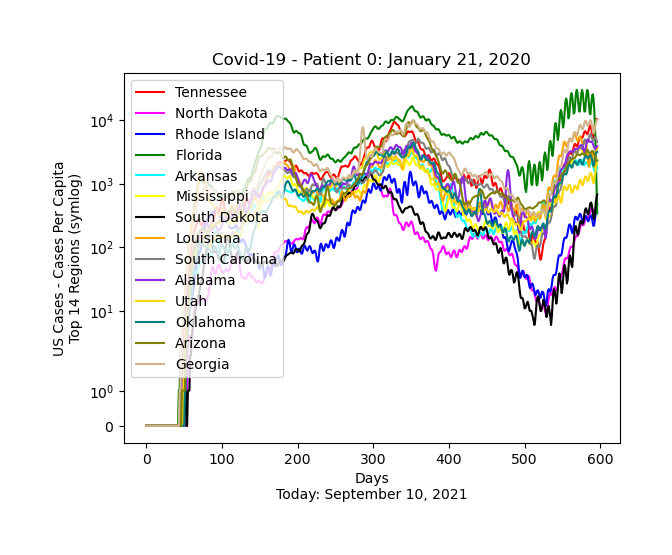 Covid-19 - Patient 0: January 21, 2020
US Cases - Cases Per Capita
Top 14 Regions (symlog)
10^4
10^3
10^2
10^1
10^0
0
Tennessee
North Dakota
Rhode Island
Florida
Arkansas
Mississippi
South Dakota
Louisiana
South Carolina
Alabama
Utah
Oklahoma
Arizona
Georgia
0 100 200 300 400 500 600
Days
Today: September 10, 2021